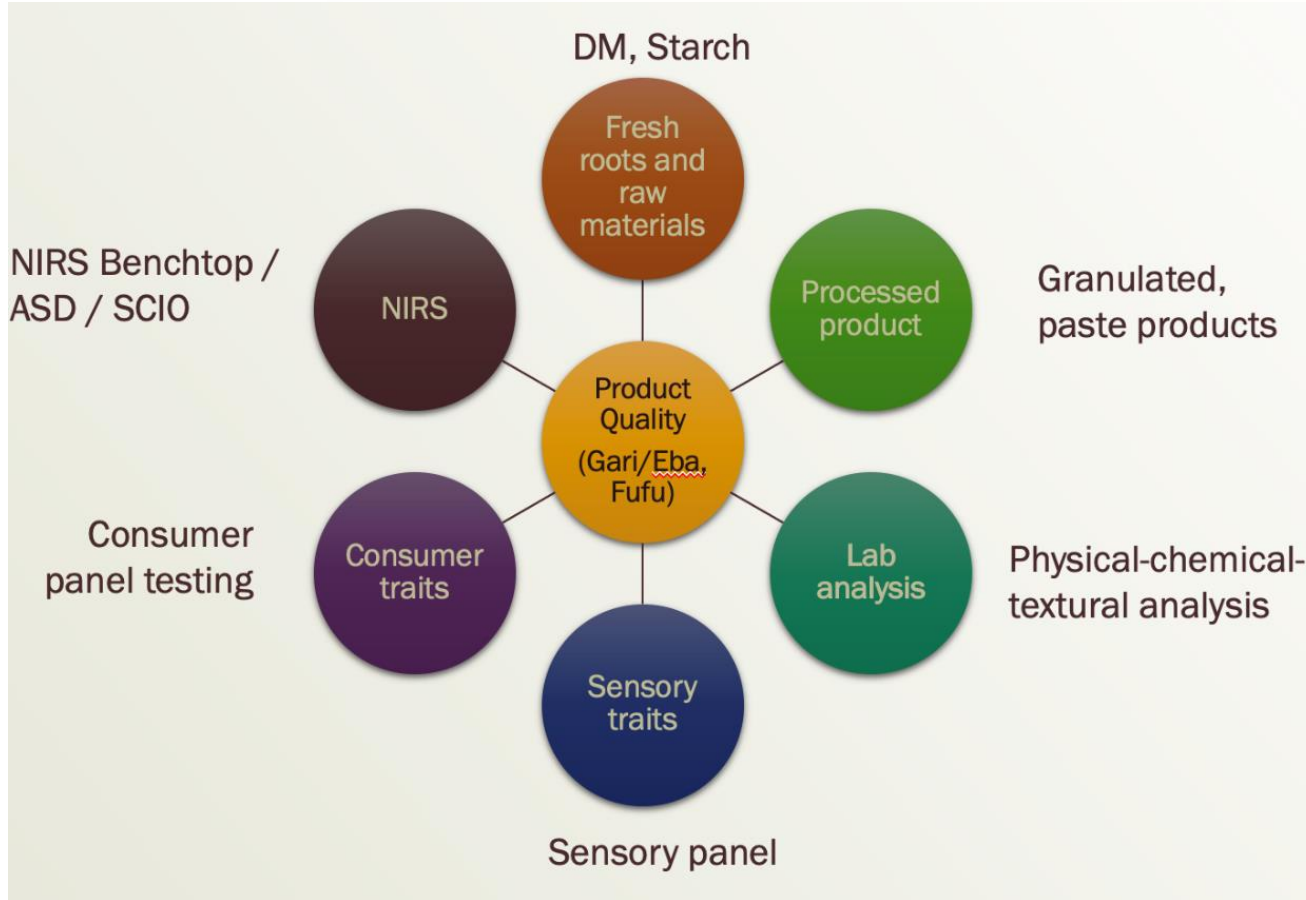 DM, Starch
Fresh
roots and
raw
materials
NIRS Benchtop /
ASD / SCIO
NIRS
Processed
product
Granulated,
paste products
Product
Quality
(Gari/Eba,
Fufu)
Consumer
panel testing
Consumer
traits
Lab
analysis
Physical-chemical-
textural analysis
Sensory
traits
Sensory panel